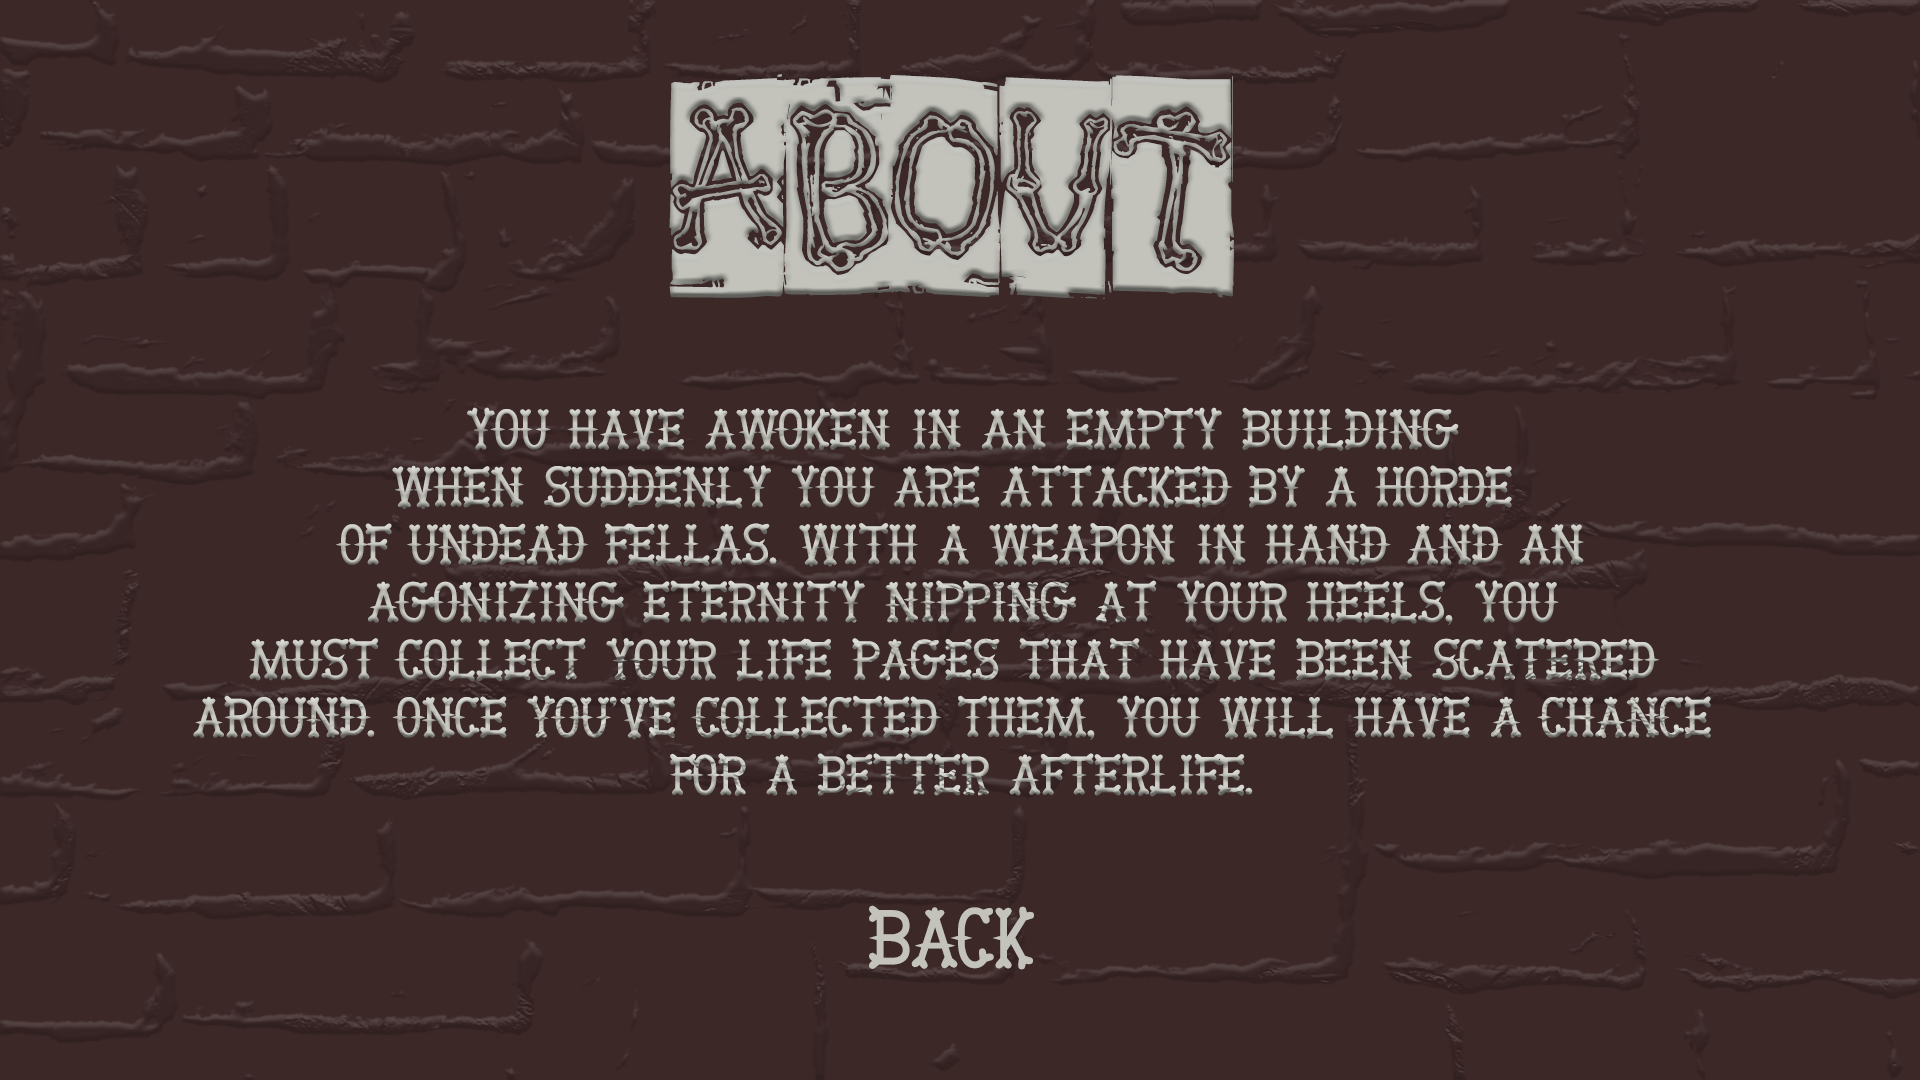 ABOUT
YOU HAVE AWOKEN IN AN EMPTY BUILDING
WHEN SUDDENLY YOU ARE ATTACKED BY A HORDE
OF UNDEAD FELLAS. WITH A WEAPON IN HAND AND AN
AGONIZING ETERNITY NIPPING AT YOUR HEELS, YOU
MUST COLLECT YOUR LIFE PAGES THAT HAVE BEEN SCATERED
AROUND. ONCE YOU'VE COLLECTED THEM, YOU WILL HAVE A CHANCE
FOR A BETTER AFTERLIFE.
BACK